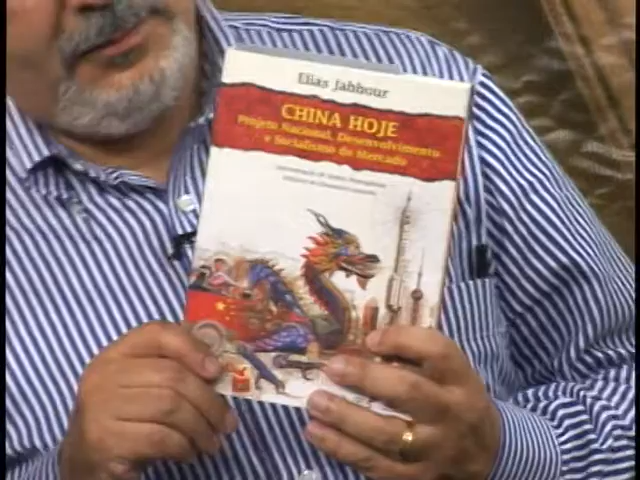 Elias Jabbour
CHINA HOJE
Projeto Nacional, Desenvolvimento
e Socialismo de Mercado